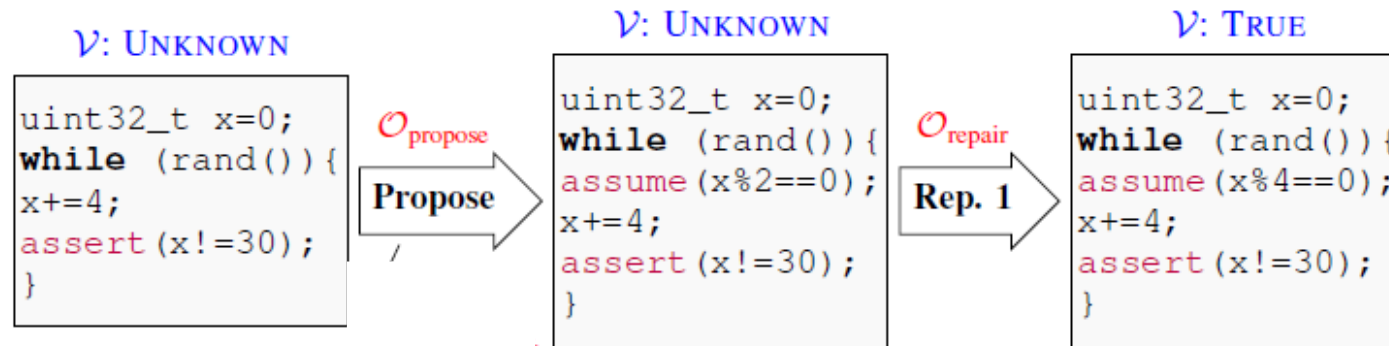 𝒱: UNKNOWN
uint32_t x=0;
while (rand()){
x+=4;
assert(x!=30);
}
𝒪propose
Propose
𝒱: UNKNOWN
uint32_t x=0;
while (rand()){
assume(x%2==0);
x+=4;
assert(x!=30);
}
𝒪repair
Rep. 1
𝒱: TRUE
uint32_t x=0;
while (rand()){
assume(x%4==0);
x+=4;
assert(x!=30);
}